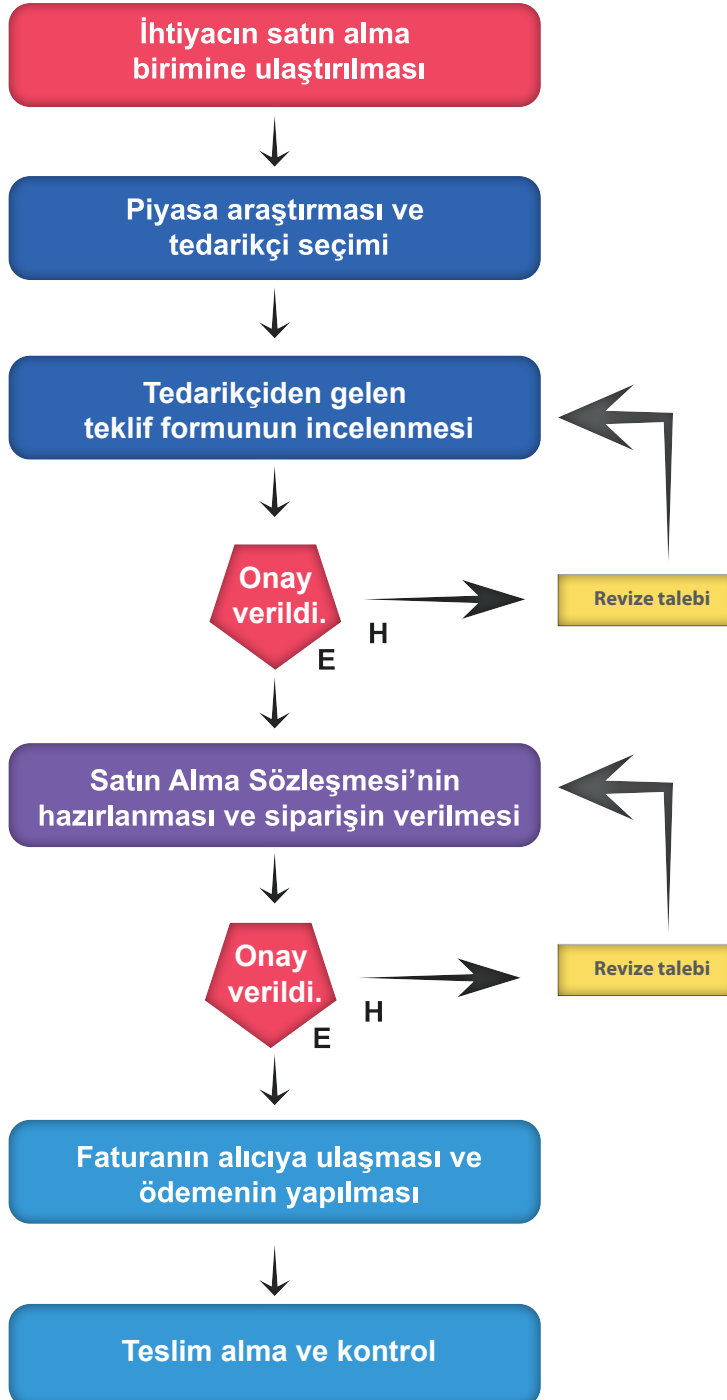 İhtiyacın satın alma
birimine ulaştırılması
Piyasa araştırması ve
tedarikçi seçimi
Tedarikçiden gelen
teklif formunun incelenmesi
Onay
verildi.
E
H
Revize talebi
Satın Alma Sözleşmesi’nin
hazırlanması ve siparişin verilmesi
Onay
verildi.
E
H
Revize talebi
Faturanın alıcıya ulaşması ve
ödemenin yapılması
Teslim alma ve kontrol